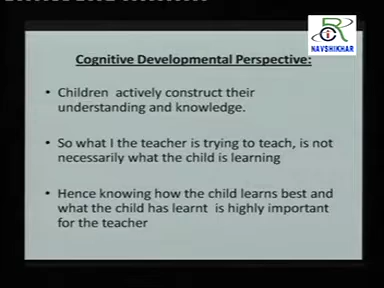 R
NAVSHIKHAR
Cognitive Developmental Perspective:
• Children actively construct their
understanding and knowledge.
• So what I the teacher is trying to teach, is not
necessarily what the child is learning
• Hence knowing how the child learns best and
what the child has learnt is highly important
for the teacher